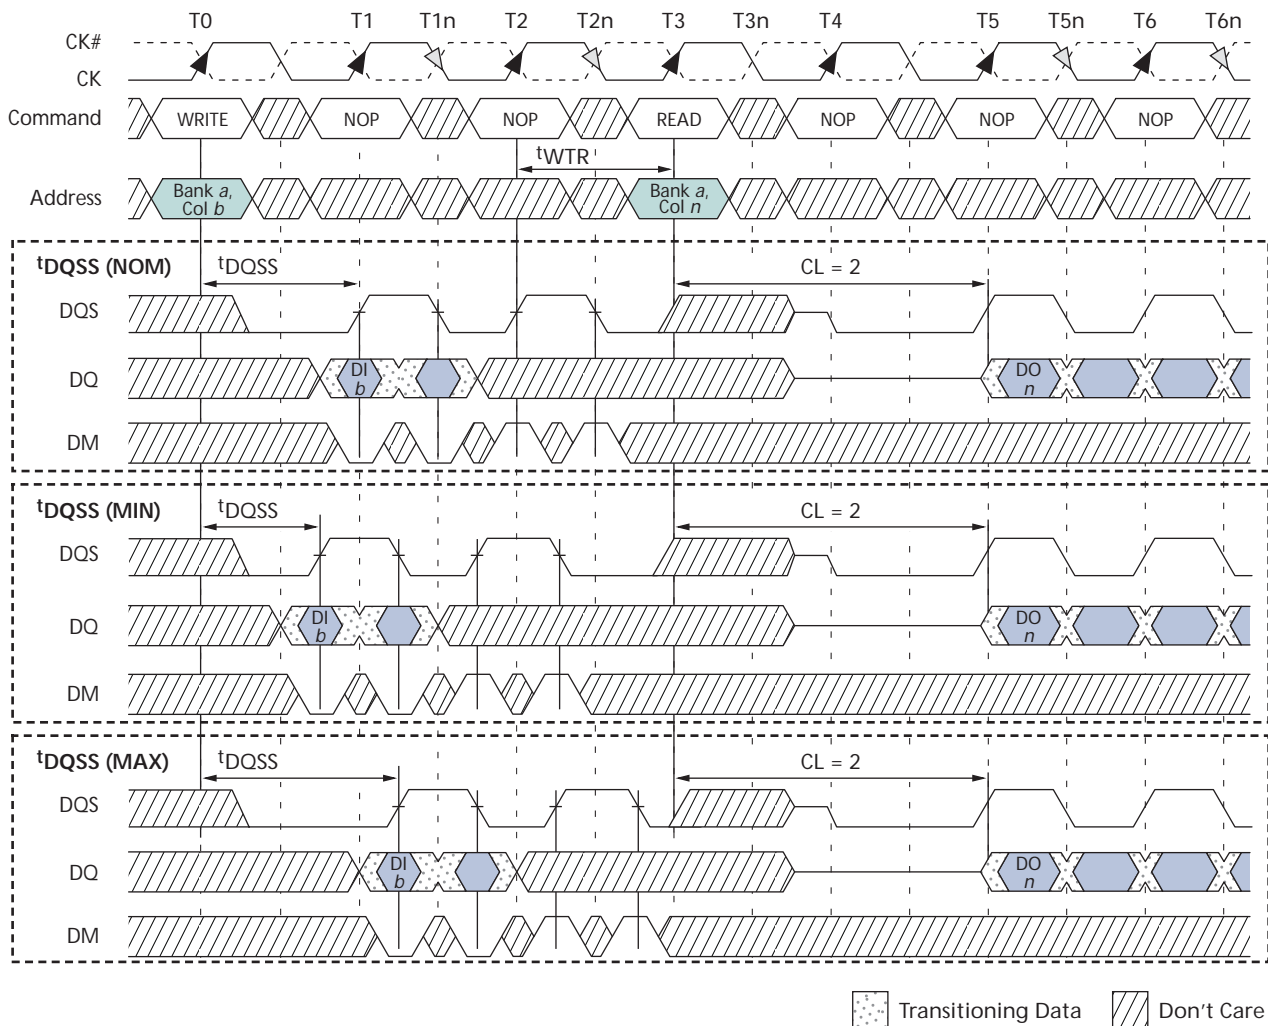 T0 T1 T1n T2 T2n T3 T3n T4 T5 T5n T6 T6n
CK#
CK
Command WRITE NOP NOP READ NOP NOP NOP
tWTR
Address Bank a, Col b Bank a, Col n
tDQSS (NOM) tDQSS CL = 2
DQS
DQ DI b DO n
DM
tDQSS (MIN) tDQSS CL = 2
DQS
DQ DI b DO n
DM
tDQSS (MAX) tDQSS CL = 2
DQS
DQ DI b DO n
DM
Transitioning Data Don't Care